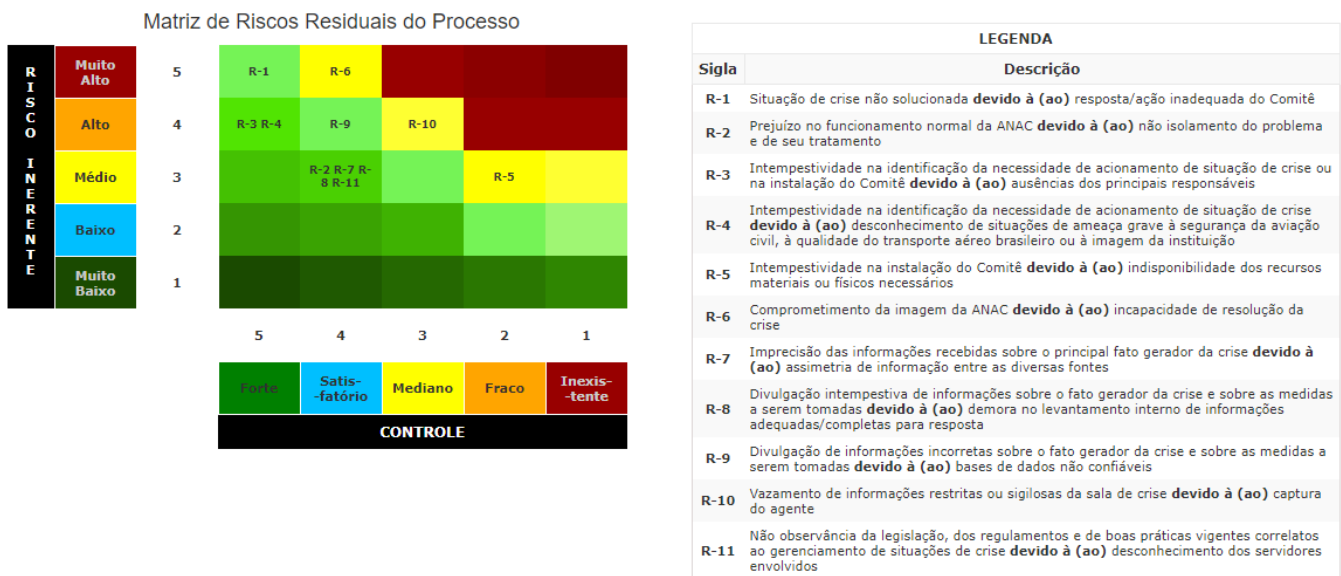 Matriz de Riscos Residuais do Processo
RISCO INERENTE
Muito
Alto
5
R-1
R-6
Alto
4
R-3 R-4
R-9
R-10
Médio
3
R-2 R-7 R-
8 R-11
R-5
Baixo
2
Muito
Baixo
1
5
4
3
2
1
Forte
Satis-
-fatório
Mediano
Fraco
Inexis-
-tente
CONTROLE
LEGENDA
Sigla
Descrição
R-1
Situação de crise não solucionada devido à (ao) resposta/ação inadequada do Comitê
R-2
Prejuízo no funcionamento normal da ANAC devido à (ao) não isolamento do problema
e de seu tratamento
R-3
Intempestividade na identificação da necessidade de acionamento de situação de crise ou
na instalação do Comitê devido à (ao) ausências dos principais responsáveis
R-4
Intempestividade na identificação da necessidade de acionamento de situação de crise
devido à (ao) desconhecimento de situações de ameaça grave à segurança da aviação
civil, à qualidade do transporte aéreo brasileiro ou à imagem da instituição
R-5
Intempestividade na instalação do Comitê devido à (ao) indisponibilidade dos recursos
materiais ou físicos necessários
R-6
Comprometimento da imagem da ANAC devido à (ao) incapacidade de resolução da
crise
R-7
Imprecisão das informações recebidas sobre o principal fato gerador da crise devido à
(ao) assimetria de informação entre as diversas fontes
R-8
Divulgação intempestiva de informações sobre o fato gerador da crise e sobre as medidas
a serem tomadas devido à (ao) demora no levantamento interno de informações
adequadas/completas para resposta
R-9
Divulgação de informações incorretas sobre o fato gerador da crise e sobre as medidas a
serem tomadas devido à (ao) bases de dados não confiáveis
R-10
Vazamento de informações restritas ou sigilosas da sala de crise devido à (ao) captura
do agente
R-11
Não observância da legislação, dos regulamentos e de boas práticas vigentes correlatos
ao gerenciamento de situações de crise devido à (ao) desconhecimento dos servidores
envolvidos